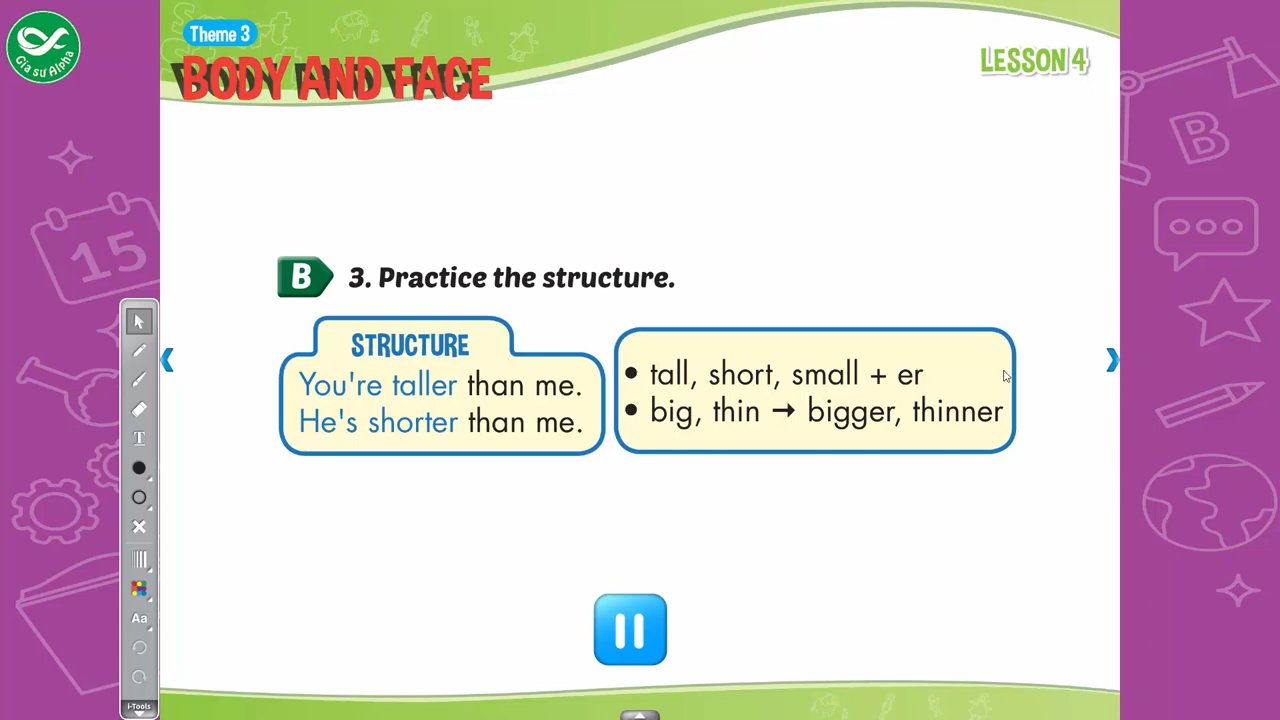 Gia sư Alpha
Theme 3
BODY AND FACE
LESSON 4
B 3. Practice the structure.
STRUCTURE
You're taller than me.
He's shorter than me.
• tall, short, small + er
• big, thin → bigger, thinner
15
B
T
Aa
i-Tools